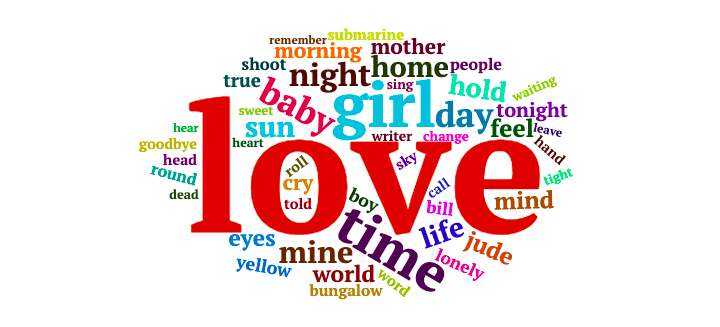 remember
submarine
morning
mother
shoot
night
home
people
true
baby
sing
hold
waiting
girl
day
tonight
sweet
sun
writer
change
feel
leave
hear
goodbye
heart
love
hand
head
round
roll
sky
tight
dead
cry
told
boy
call
bill
mind
eyes
mine
time
life
jude
yellow
world
word
lonely
bungalow